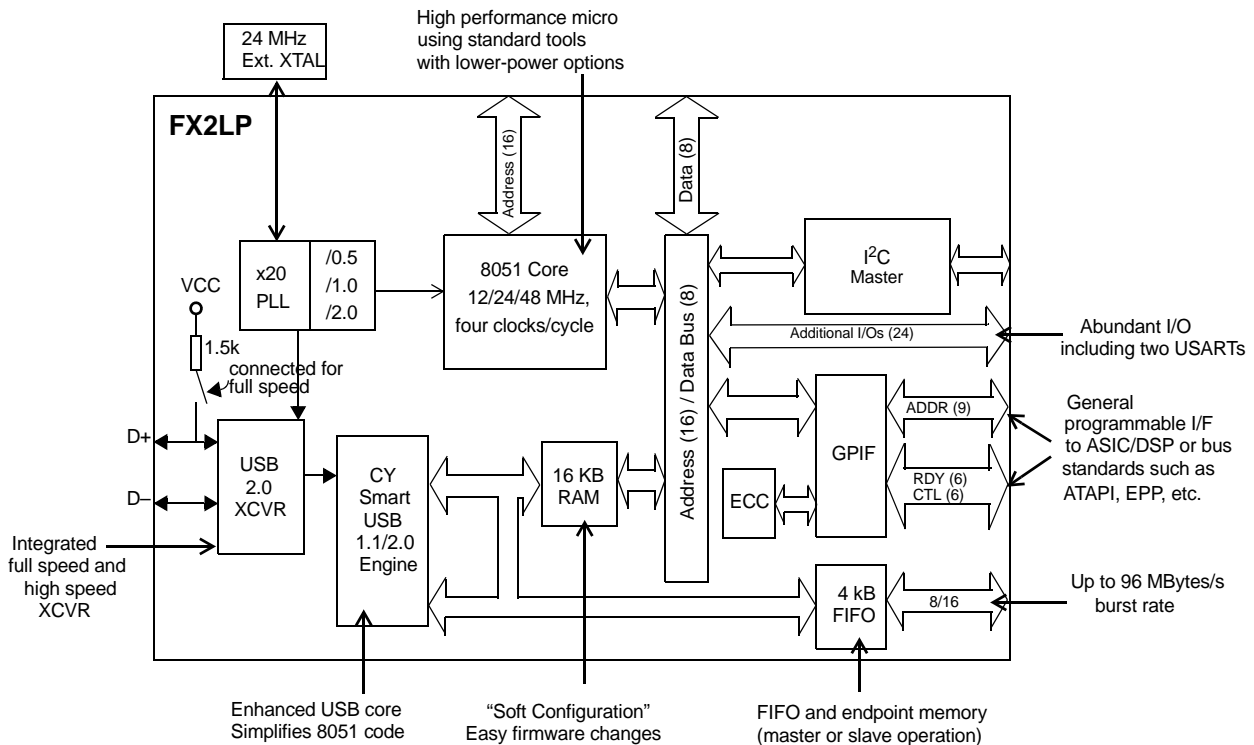 High performance micro
using standard tools
with lower-power options
24 MHz
Ext. XTAL
FX2LP
Address (16)
Data (8)
x20
PLL
/0.5
/1.0
/2.0
8051 Core
12/24/48 MHz,
four clocks/cycle
I²C
Master
VCC
1.5k
connected for
full speed
Address (16) / Data Bus (8)
Additional I/Os (24)
Abundant I/O
including two USARTs
D+
D–
USB
2.0
XCVR
CY
Smart
USB
1.1/2.0
Engine
16 KB
RAM
ECC
GPIF
ADDR (9)
RDY (6)
CTL (6)
General
programmable I/F
to ASIC/DSP or bus
standards such as
ATAPI, EPP, etc.
Integrated
full speed and
high speed
XCVR
4 kB
FIFO
8/16
Up to 96 MBytes/s
burst rate
Enhanced USB core
Simplifies 8051 code
“Soft Configuration”
Easy firmware changes
FIFO and endpoint memory
(master or slave operation)